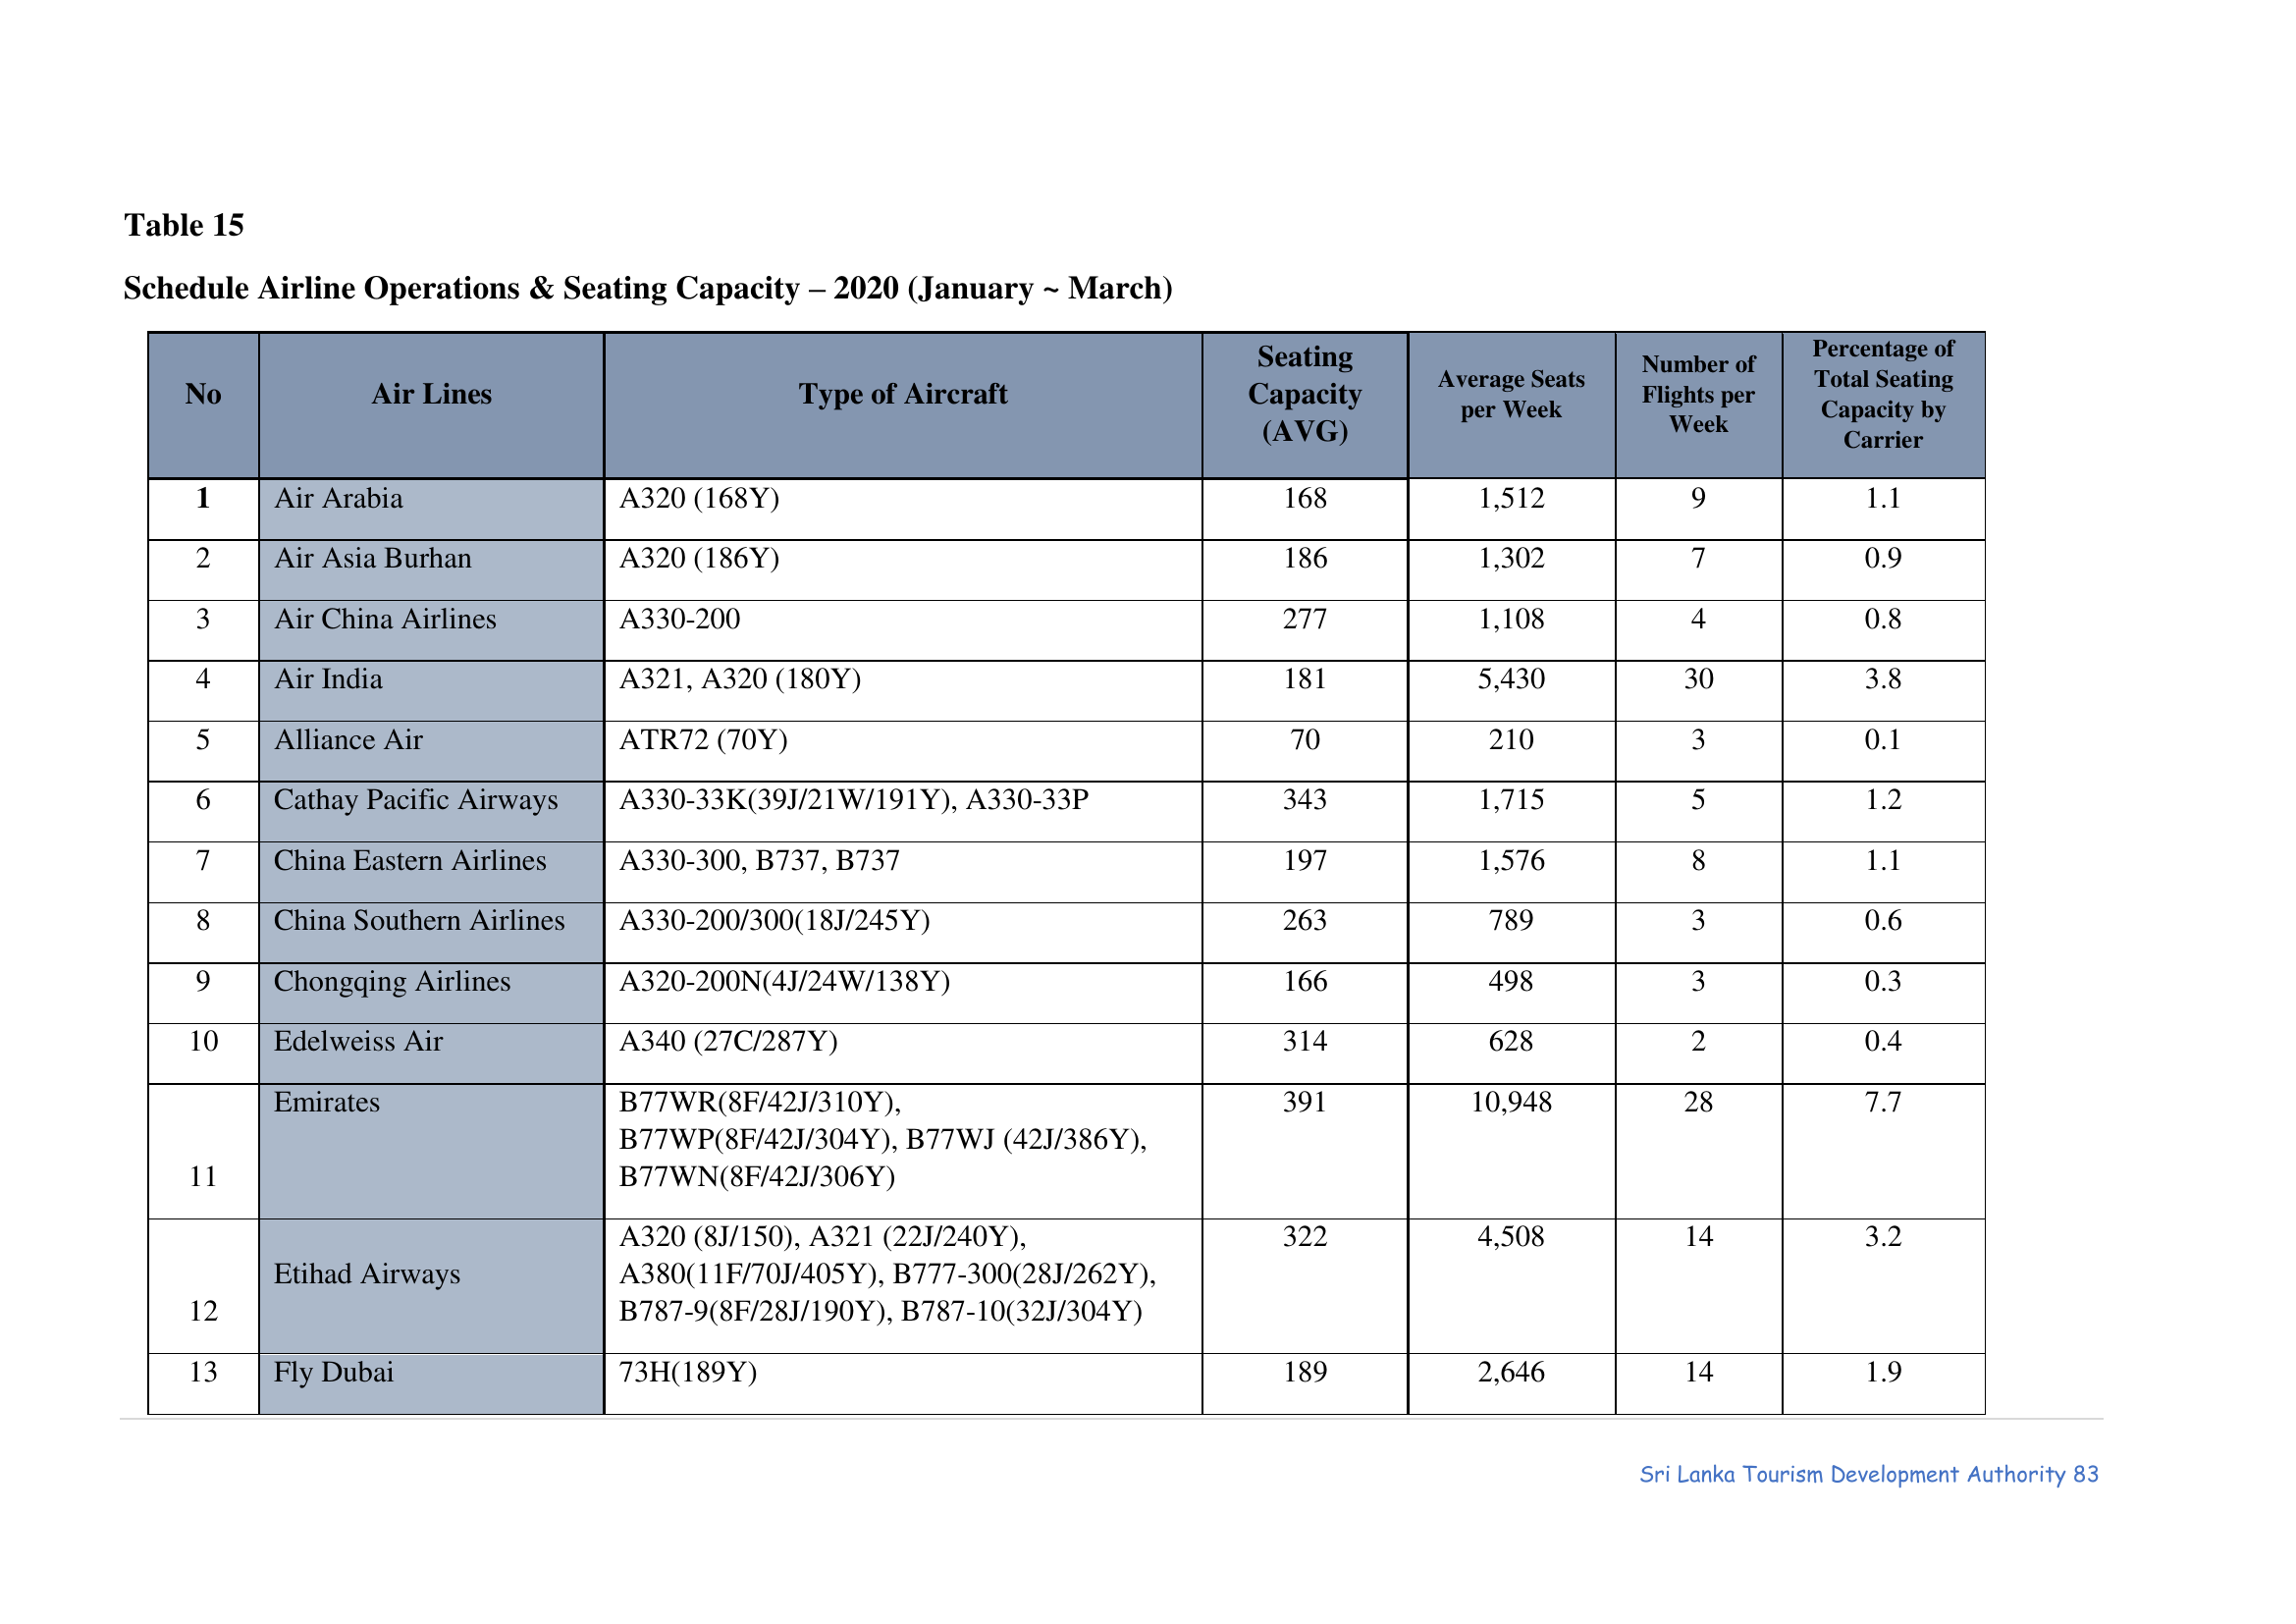 Table 15
Schedule Airline Operations & Seating Capacity – 2020 (January ~ March)
No Air Lines Type of Aircraft Seating Capacity (AVG) Average Seats per Week Number of Flights per Week Percentage of Total Seating Capacity by Carrier
1 Air Arabia A320 (168Y) 168 1,512 9 1.1
2 Air Asia Burhan A320 (186Y) 186 1,302 7 0.9
3 Air China Airlines A330-200 277 1,108 4 0.8
4 Air India A321, A320 (180Y) 181 5,430 30 3.8
5 Alliance Air ATR72 (70Y) 70 210 3 0.1
6 Cathay Pacific Airways A330-33K(39J/21W/191Y), A330-33P 343 1,715 5 1.2
7 China Eastern Airlines A330-300, B737, B737 197 1,576 8 1.1
8 China Southern Airlines A330-200/300(18J/245Y) 263 789 3 0.6
9 Chongqing Airlines A320-200N(4J/24W/138Y) 166 498 3 0.3
10 Edelweiss Air A340 (27C/287Y) 314 628 2 0.4
Emirates B77WR(8F/42J/310Y), 391 10,948 28 7.7
B77WP(8F/42J/304Y), B77WJ (42J/386Y),
11 B77WN(8F/42J/306Y)
A320 (8J/150), A321 (22J/240Y), 322 4,508 14 3.2
Etihad Airways A380(11F/70J/405Y), B777-300(28J/262Y),
12 B787-9(8F/28J/190Y), B787-10(32J/304Y)
13 Fly Dubai 73H(189Y) 189 2,646 14 1.9
Sri Lanka Tourism Development Authority 83